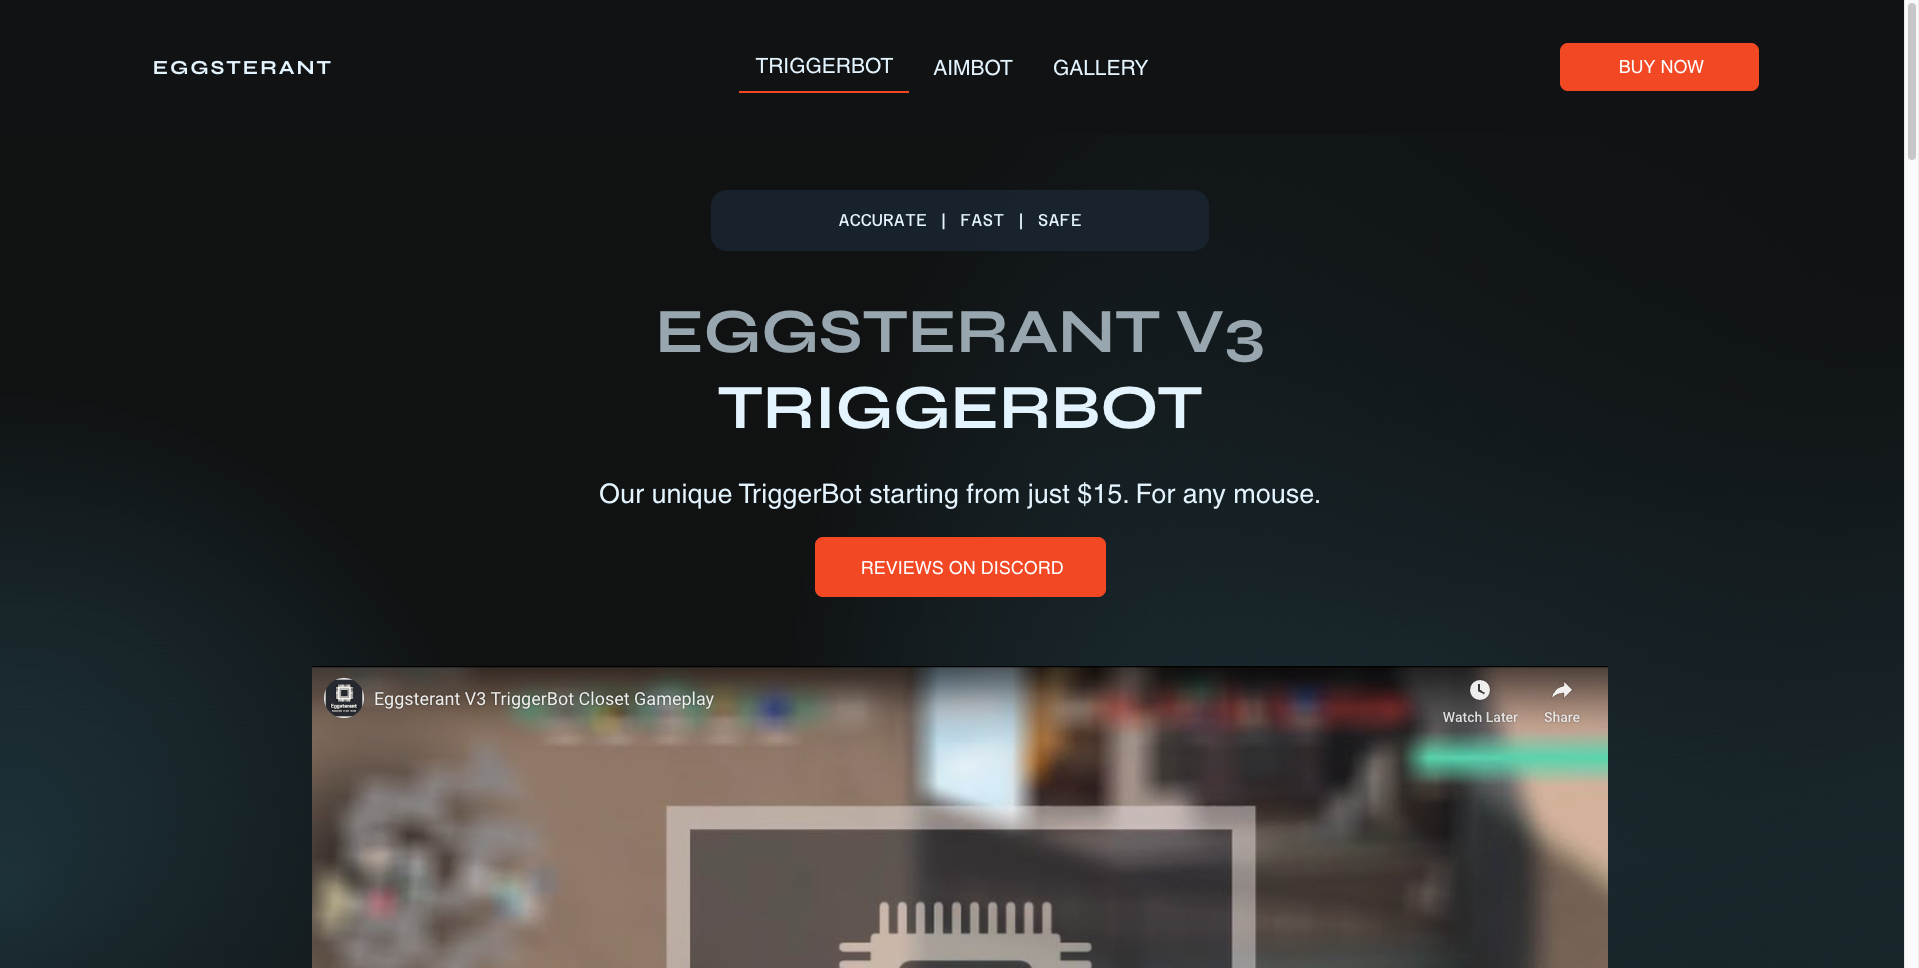 EGGSTERANT
TRIGGERBOT
AIMBOT
GALLERY
BUY NOW
ACCURATE | FAST | SAFE
EGGSTERANT V3
TRIGGERBOT
Our unique TriggerBot starting from just $15. For any mouse.
REVIEWS ON DISCORD
Eggsterant
Eggsterant V3 TriggerBot Closet Gameplay
Watch Later
Share